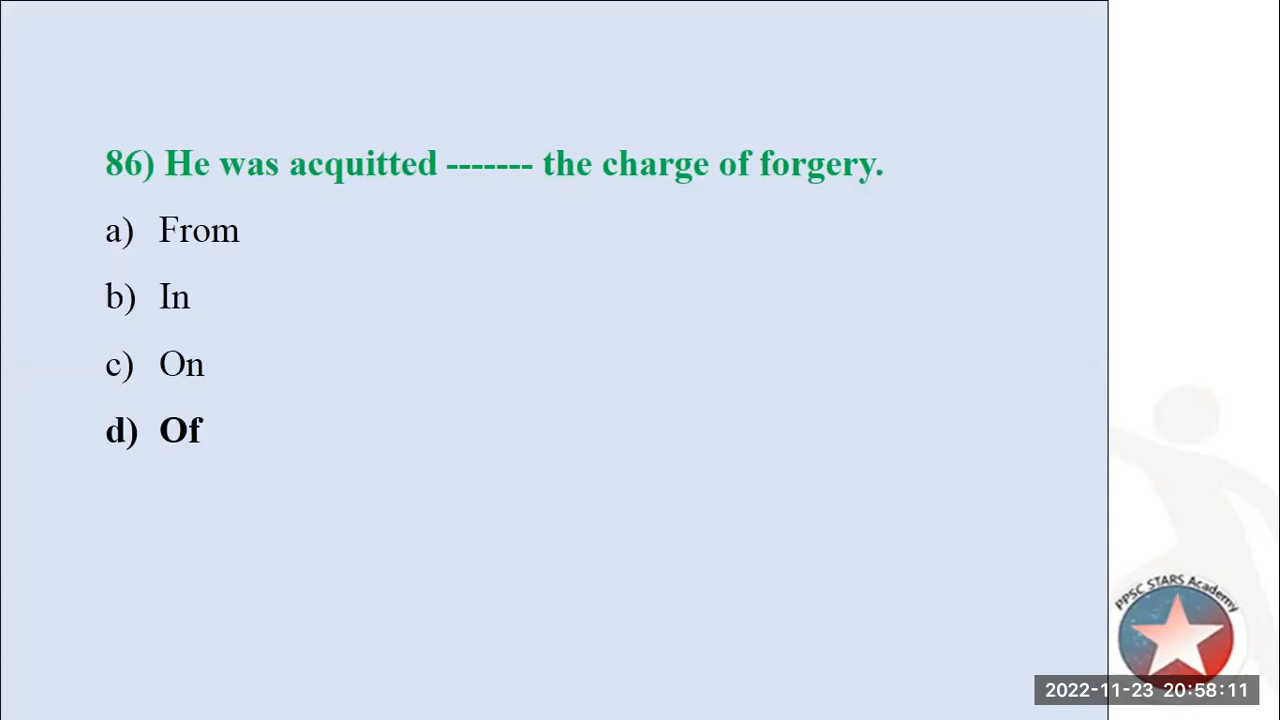 86) He was acquitted ------- the charge of forgery.
a) From
b) In
c) On
d) Of
PPSC STARS Academy
2022-11-23 20:58:11